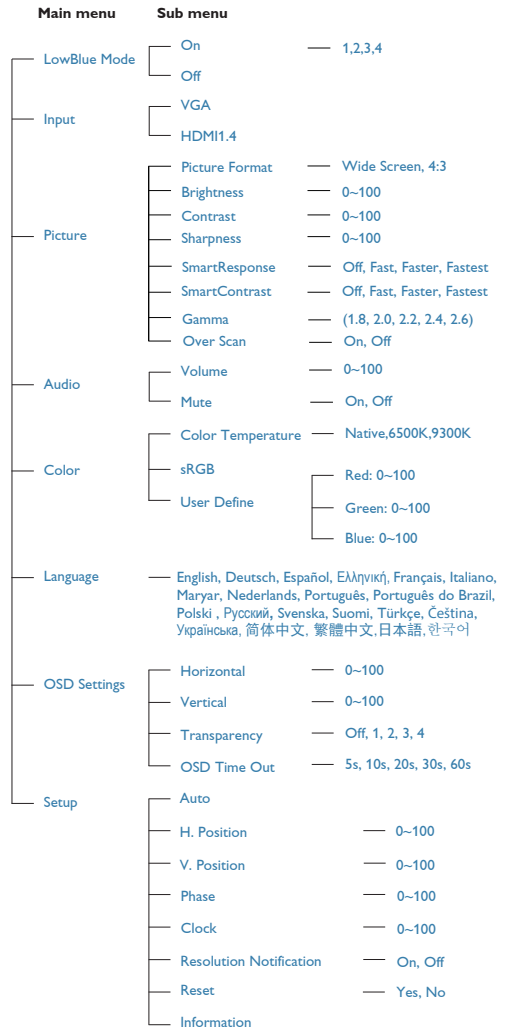 Main menu Sub menu
LowBlue Mode
On 1,2,3,4
Off
Input
VGA
HDMI1.4
Picture
Picture Format Wide Screen, 4:3
Brightness 0~100
Contrast 0~100
Sharpness 0~100
SmartResponse Off, Fast, Faster, Fastest
SmartContrast Off, Fast, Faster, Fastest
Gamma (1.8, 2.0, 2.2, 2.4, 2.6)
Over Scan On, Off
Audio
Volume 0~100
Mute On, Off
Color
Color Temperature Native,6500K,9300K
sRGB
User Define
Red: 0~100
Green: 0~100
Blue: 0~100
Language
English, Deutsch, Español, Ελληνική, Français, Italiano,
Maryar, Nederlands, Português, Português do Brazil,
Polski , Русский, Svenska, Suomi, Türkçe, Čeština,
Українська, 简体中文, 繁體中文,日本語,한국어
OSD Settings
Horizontal 0~100
Vertical 0~100
Transparency Off, 1, 2, 3, 4
OSD Time Out 5s, 10s, 20s, 30s, 60s
Setup
Auto
H. Position 0~100
V. Position 0~100
Phase 0~100
Clock 0~100
Resolution Notification On, Off
Reset Yes, No
Information